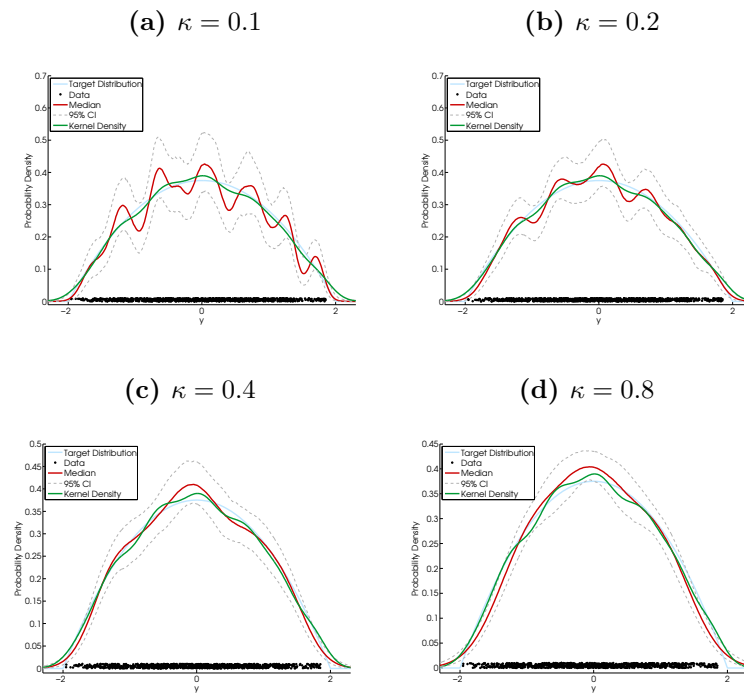 (a) κ = 0.1
0.7
0.6
0.5
0.4
0.3
0.2
0.1
0
Probability Density
Target Distribution
Data
Median
95% CI
Kernel Density
−2
0
2
y
(b) κ = 0.2
0.7
0.6
0.5
0.4
0.3
0.2
0.1
0
Probability Density
Target Distribution
Data
Median
95% CI
Kernel Density
−2
0
2
y
(c) κ = 0.4
0.5
0.45
0.4
0.35
0.3
0.25
0.2
0.15
0.1
0.05
0
Probability Density
Target Distribution
Data
Median
95% CI
Kernel Density
−2
0
2
y
(d) κ = 0.8
0.45
0.4
0.35
0.3
0.25
0.2
0.15
0.1
0.05
0
Probability Density
Target Distribution
Data
Median
95% CI
Kernel Density
−2
0
2
y